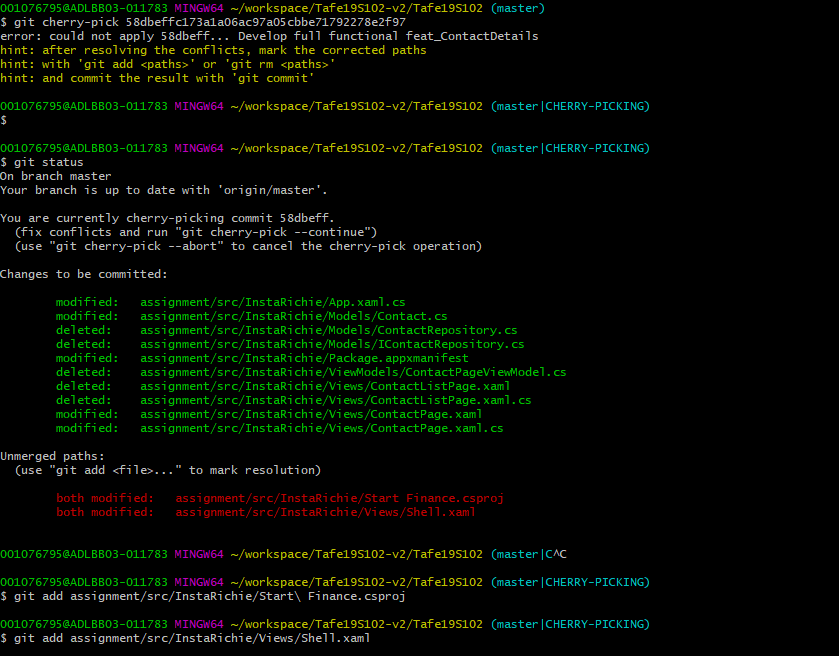 001076795@ADLBB03-011783 MINGW64 ~/workspace/Tafe19S102-v2/Tafe19S102 (master)
$ git cherry-pick 58dbeffc173a1a06ac97a05cbbe71792278e2f97
error: could not apply 58dbeff... Develop full functional feat_ContactDetails
hint: after resolving the conflicts, mark the corrected paths
hint: with 'git add <paths>' or 'git rm <paths>'
hint: and commit the result with 'git commit'
001076795@ADLBB03-011783 MINGW64 ~/workspace/Tafe19S102-v2/Tafe19S102 (master|CHERRY-PICKING)
$
001076795@ADLBB03-011783 MINGW64 ~/workspace/Tafe19S102-v2/Tafe19S102 (master|CHERRY-PICKING)
$ git status
On branch master
Your branch is up to date with 'origin/master'.
You are currently cherry-picking commit 58dbeff.
(fix conflicts and run "git cherry-pick --continue")
(use "git cherry-pick --abort" to cancel the cherry-pick operation)
Changes to be committed:
modified: assignment/src/InstaRichie/App.xaml.cs
modified: assignment/src/InstaRichie/Models/Contact.cs
deleted: assignment/src/InstaRichie/Models/ContactRepository.cs
deleted: assignment/src/InstaRichie/Models/IContactRepository.cs
modified: assignment/src/InstaRichie/Package.appxmanifest
deleted: assignment/src/InstaRichie/ViewModels/ContactPageViewModel.cs
deleted: assignment/src/InstaRichie/Views/ContactListPage.xaml
deleted: assignment/src/InstaRichie/Views/ContactListPage.xaml.cs
modified: assignment/src/InstaRichie/Views/ContactPage.xaml
modified: assignment/src/InstaRichie/Views/ContactPage.xaml.cs
Unmerged paths:
(use "git add <file>..." to mark resolution)
both modified: assignment/src/InstaRichie/Start Finance.csproj
both modified: assignment/src/InstaRichie/Views/Shell.xaml
001076795@ADLBB03-011783 MINGW64 ~/workspace/Tafe19S102-v2/Tafe19S102 (master|C^C
001076795@ADLBB03-011783 MINGW64 ~/workspace/Tafe19S102-v2/Tafe19S102 (master|CHERRY-PICKING)
$ git add assignment/src/InstaRichie/Start\ Finance.csproj
001076795@ADLBB03-011783 MINGW64 ~/workspace/Tafe19S102-v2/Tafe19S102 (master|CHERRY-PICKING)
$ git add assignment/src/InstaRichie/Views/Shell.xaml